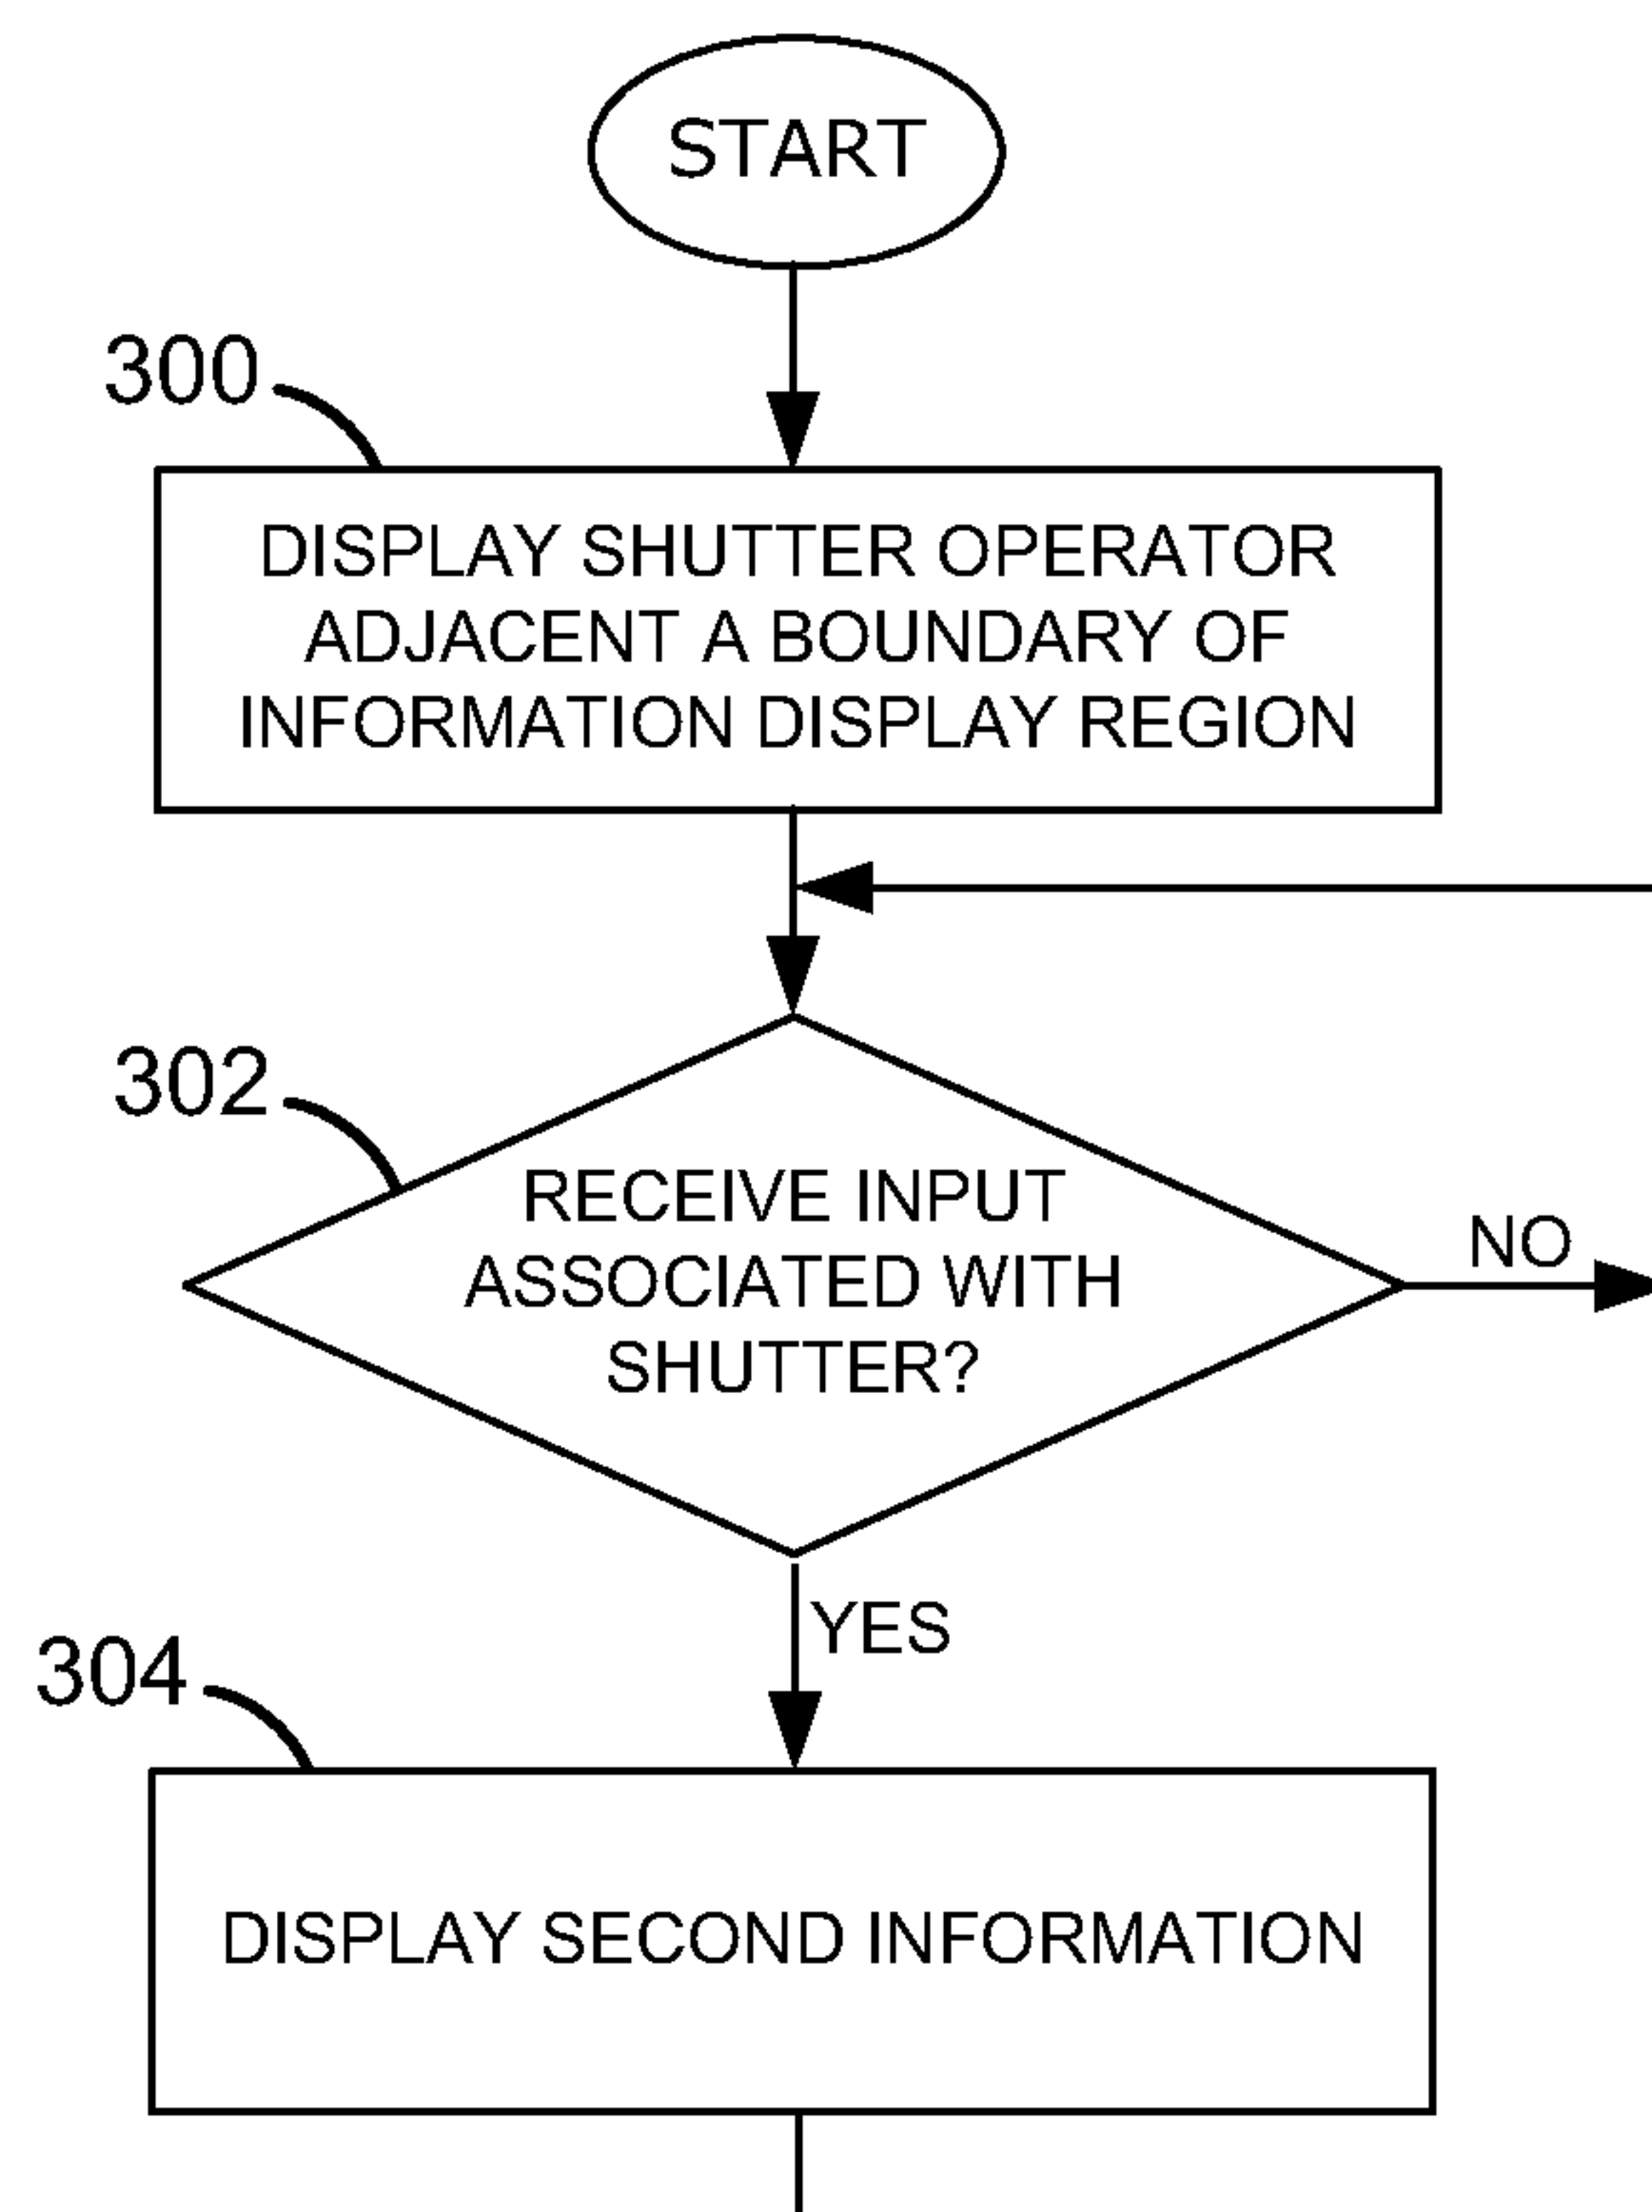 START
300
DISPLAY SHUTTER OPERATOR
ADJACENT A BOUNDARY OF
INFORMATION DISPLAY REGION
302
RECEIVE INPUT
ASSOCIATED WITH
SHUTTER?
NO
YES
304
DISPLAY SECOND INFORMATION